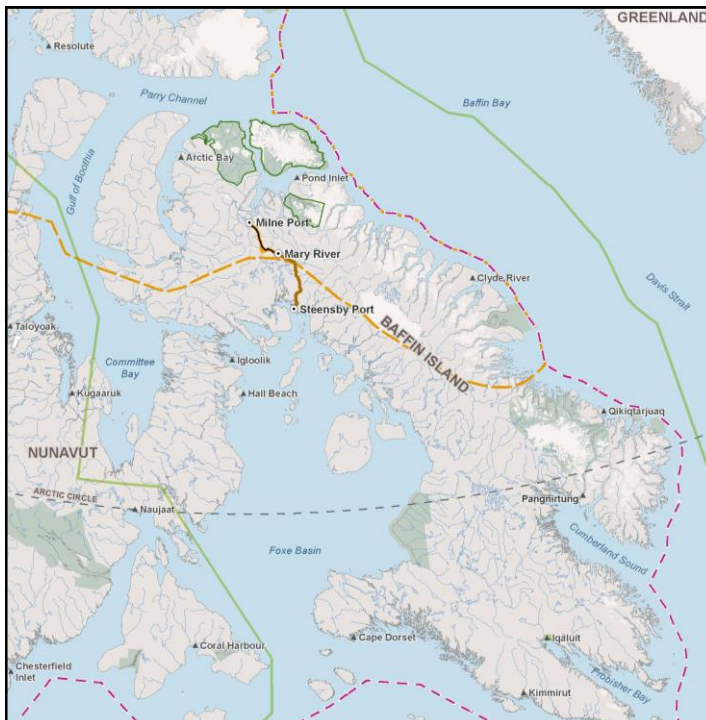 GREENLAND
Resolute
Parry Channel
Baffin Bay
Arctic Bay
Pond Inlet
Gulf of Boothia
Milne Port
Mary River
Clyde River
Davis Strait
Steensby Port
Taloyoak
BAFFIN ISLAND
Committee
Bay
Igloolik
Kugaaruk
Hall Beach
Qikiqtarjuaq
NUNAVUT
ARCTIC CIRCLE
Pangnirtung
Naujaat
Foxe Basin
Cumberland
Sound
Iqaluit
Cape Dorset
Coral Harbour
Chesterfield
Inlet
Frobisher Bay
Kimmirut